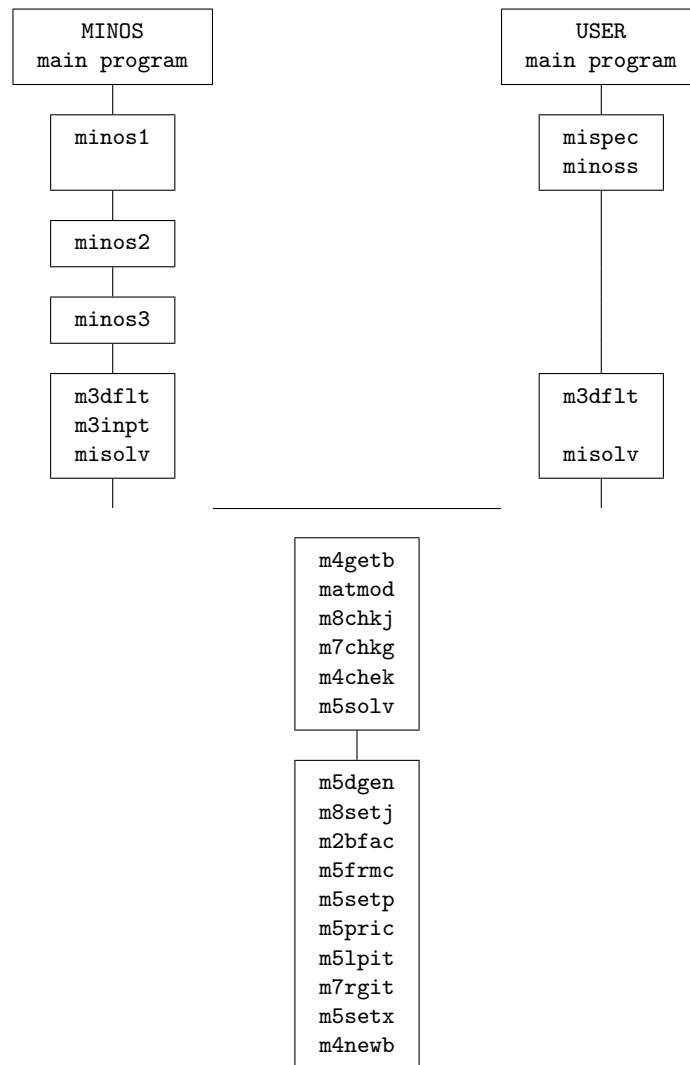 MINOS
main program
USER
main program
minos1
mispec
minoss
minos2
minos3
m3dflt
m3inpt
misolv
m3dflt
misolv
m4getb
matmod
m8chkj
m7chkg
m4chek
m5solv
m5dgen
m8setj
m2bfac
m5frmc
m5setp
m5pric
m5lpit
m7rgit
m5setx
m4newb